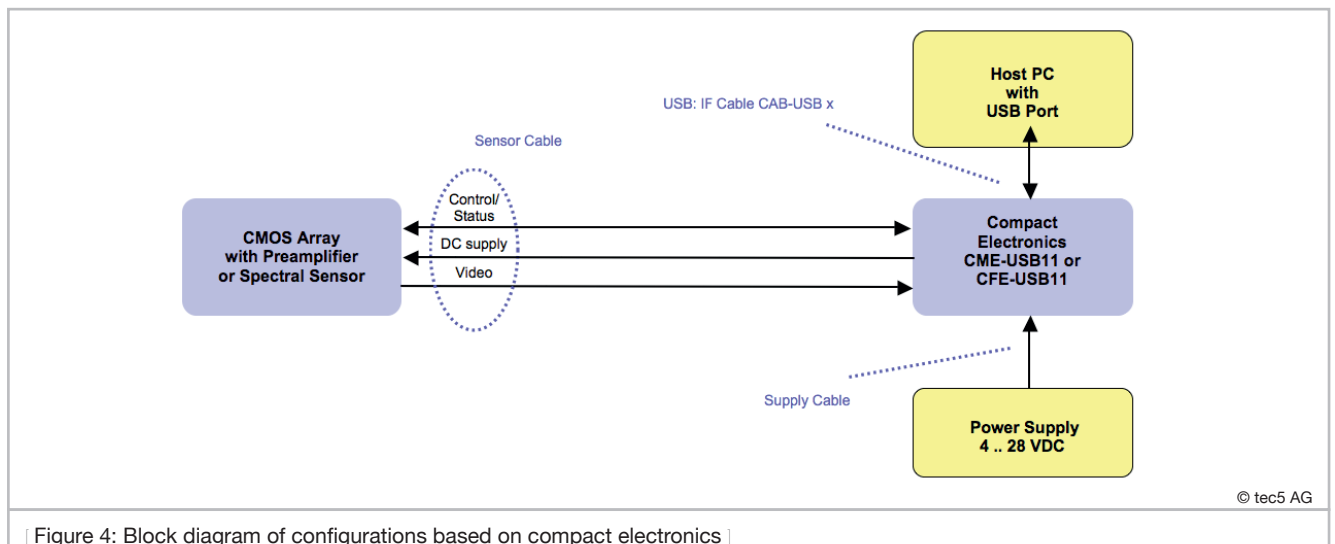 Host PC
with
USB Port
USB: IF Cable CAB-USB x
Sensor Cable
Control/
Status
DC supply
Video
CMOS Array
with Preamplifier
or Spectral Sensor
Compact
Electronics
CME-USB11 or
CFE-USB11
Supply Cable
Power Supply
4 .. 28 VDC
© tec5 AG
[ Figure 4: Block diagram of configurations based on compact electronics ]